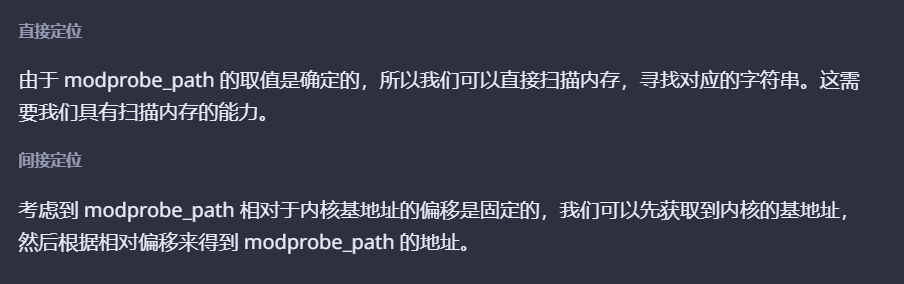 直接定位
由于 modprobe_path 的取值是确定的，所以我们可以直接扫描内存，寻找对应的字符串。这需
要我们具有扫描内存的能力。
间接定位
考虑到 modprobe_path 相对于内核基地址的偏移是固定的，我们可以先获取到内核的基地址，
然后根据相对偏移来得到 modprobe_path 的地址。